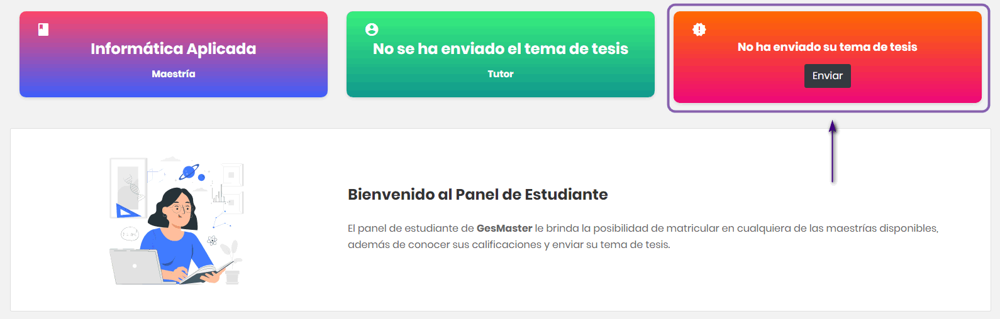 Informática Aplicada
Maestría
No se ha enviado el tema de tesis
Tutor
No ha enviado su tema de tesis
Enviar
Bienvenido al Panel de Estudiante
El panel de estudiante de GesMaster le brinda la posibilidad de matricular en cualquiera de las maestrías disponibles,
además de conocer sus calificaciones y enviar su tema de tesis.